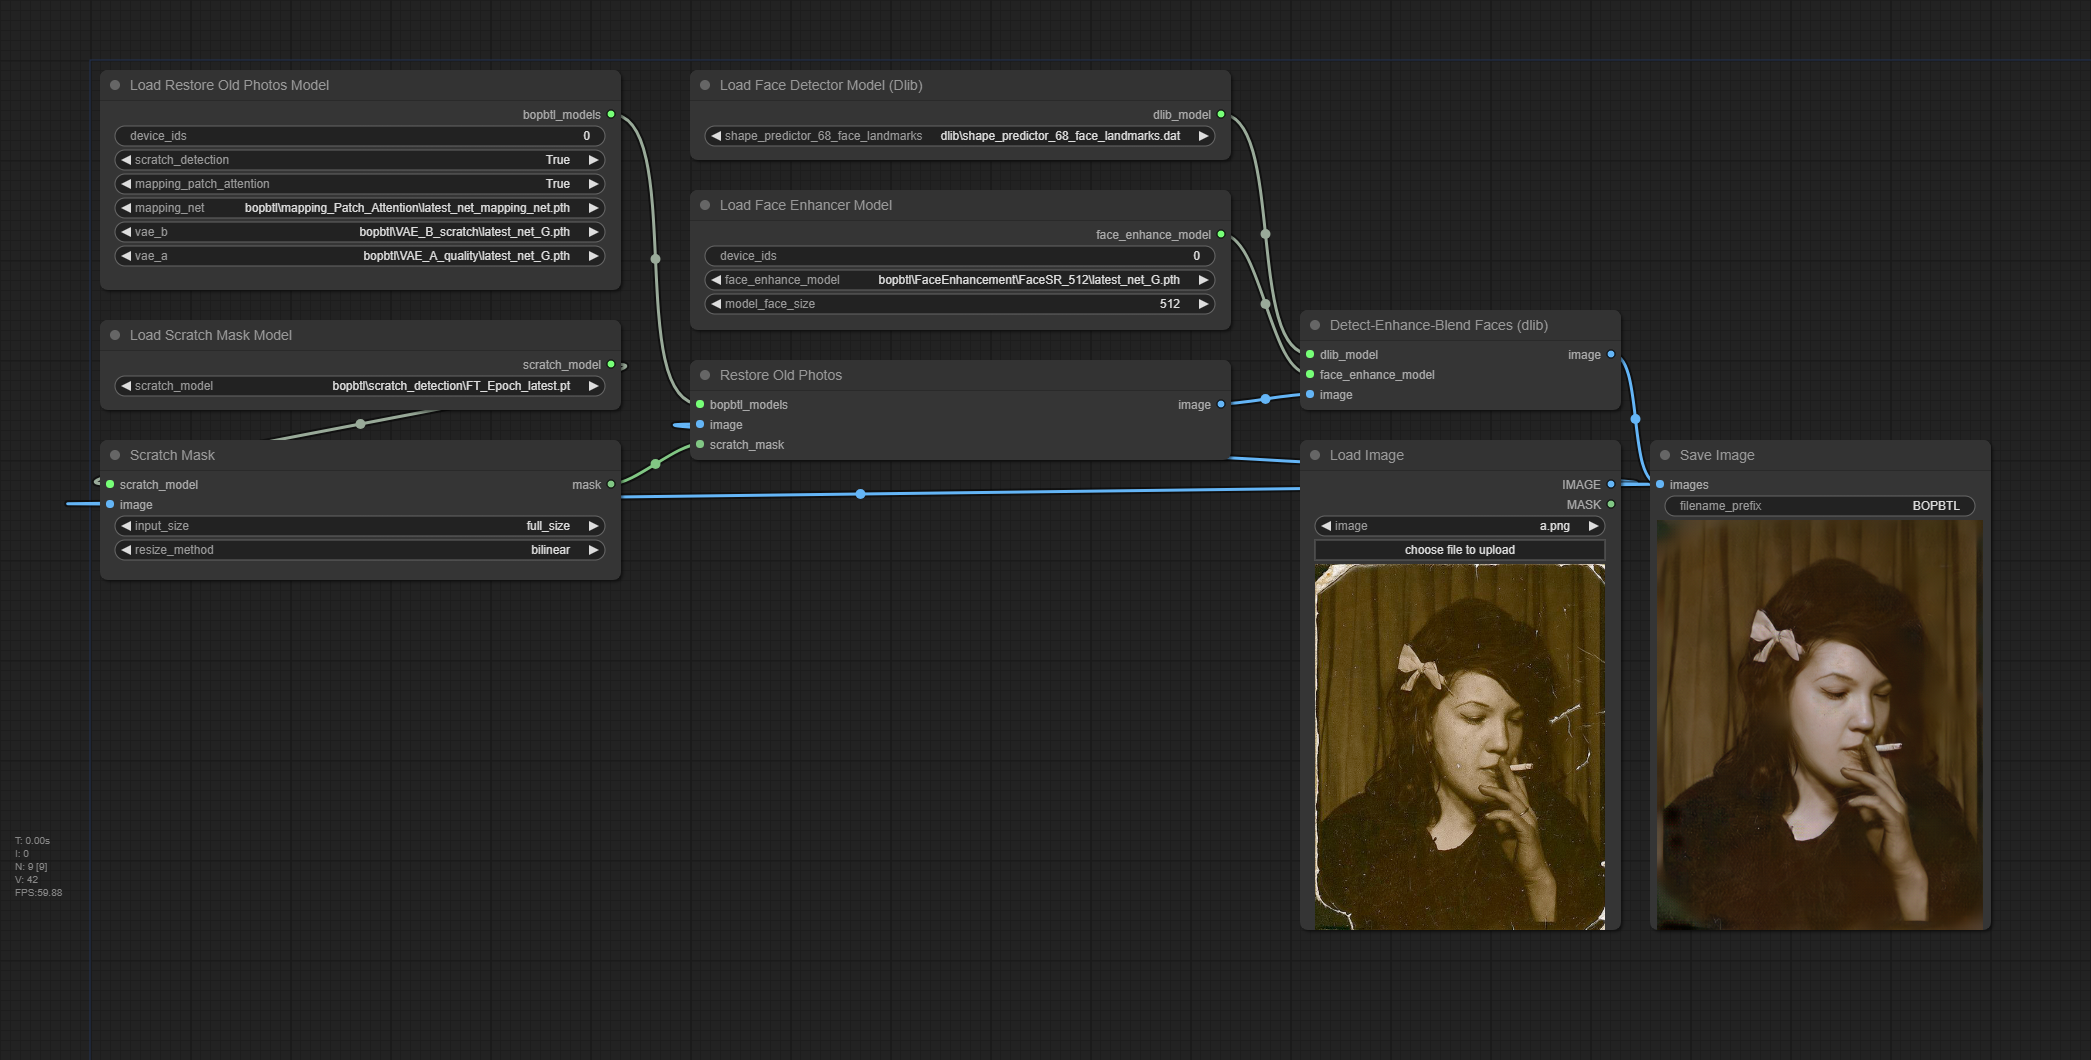 Load Restore Old Photos Model
bopbtl_models
device_ids 0
scratch_detection True
mapping_patch_attention True
mapping_net bopbtl\mapping_Patch_Attention\latest_net_mapping_net.pth
vae_b bopbtl\VAE_B_scratch\latest_net_G.pth
vae_a bopbtl\VAE_A_quality\latest_net_G.pth
Load Scratch Mask Model
scratch_model
scratch_model bopbtl\scratch_detection\FT_Epoch_latest.pt
Scratch Mask
scratch_model mask
image
input_size full_size
resize_method bilinear
Load Face Detector Model (Dlib)
dlib_model
shape_predictor_68_face_landmarks dlib\shape_predictor_68_face_landmarks.dat
Load Face Enhancer Model
face_enhance_model
device_ids 0
face_enhance_model bopbtl\FaceEnhancement\FaceSR_512\latest_net_G.pth
model_face_size 512
Restore Old Photos
bopbtl_models image
image
scratch_mask
Detect-Enhance-Blend Faces (dlib)
dlib_model image
face_enhance_model
image
Load Image
IMAGE
MASK
image a.png
choose file to upload
Save Image
images
filename_prefix BOPBTL
T: 0.00s
I: 0
N: 9 [9]
V: 42
FPS:59.88